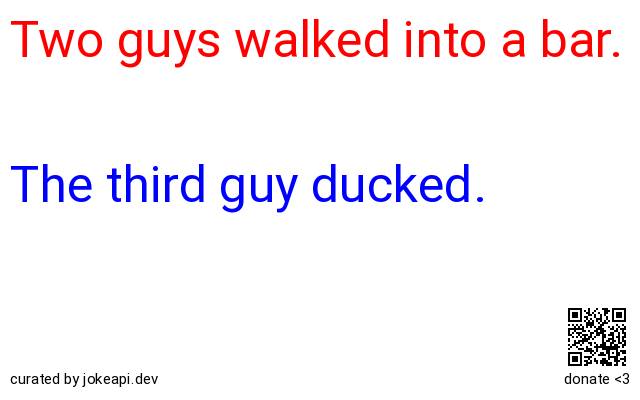 Two guys walked into a bar.
The third guy ducked.
curated by jokeapi.dev
donate <3